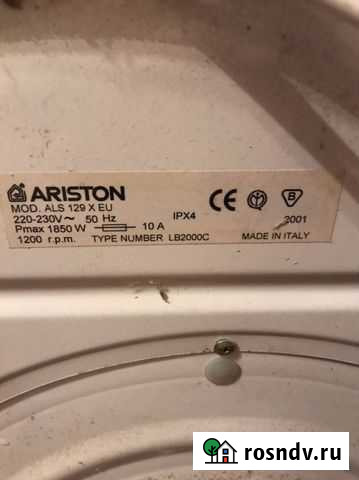 ARISTON
MOD. ALS 129 X EU
220-230V~ 50 Hz IPX4
Pmax 1850 W 10 A 2001
1200 r.p.m. TYPE NUMBER LB2000C MADE IN ITALY
CE
B
rosndv.ru